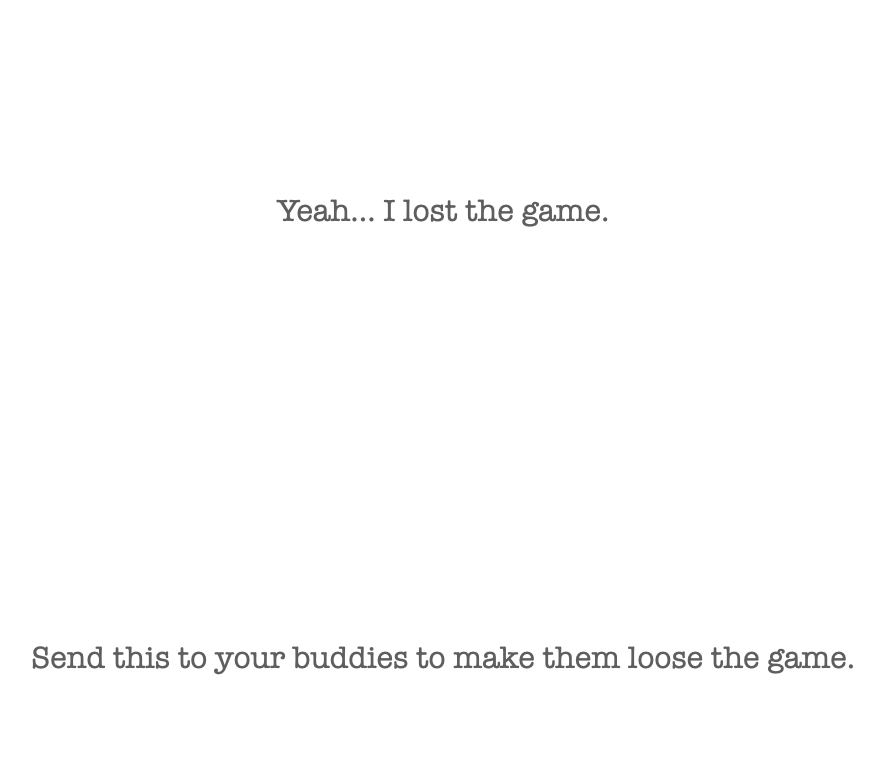 Yeah... I lost the game.
Send this to your buddies to make them loose the game.